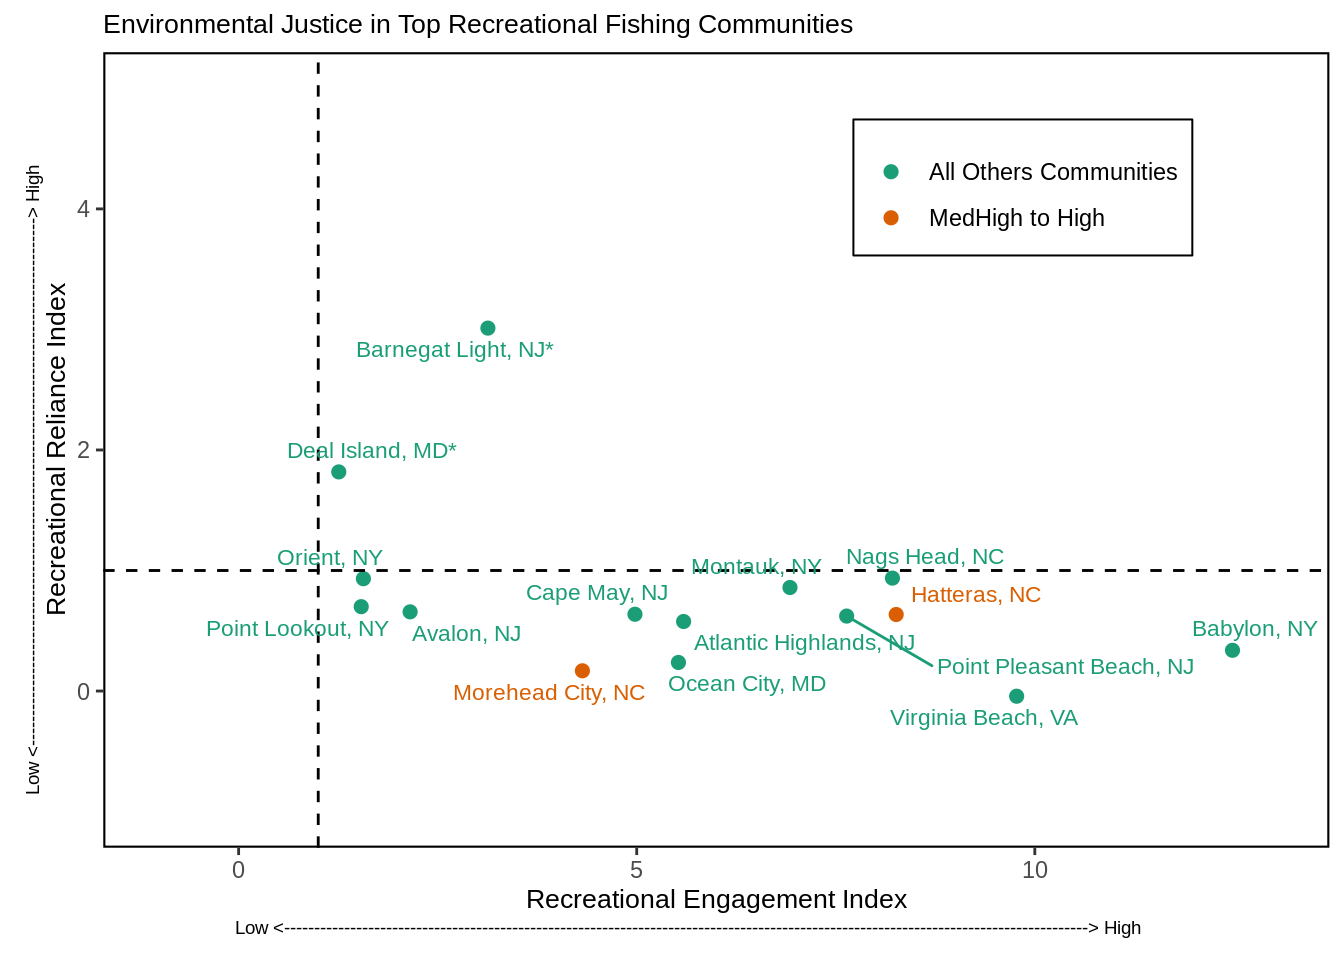 Environmental Justice in Top Recreational Fishing Communities
All Others Communities
MedHigh to High
4
2
0
Recreational Reliance Index
Low <---------------------------------------------------------------> High
Barnegat Light, NJ*
Deal Island, MD*
Orient, NY
Montauk, NY
Nags Head, NC
Cape May, NJ
Hatteras, NC
Point Lookout, NY
Avalon, NJ
Atlantic Highlands, NJ
Babylon, NY
Point Pleasant Beach, NJ
Morehead City, NC
Ocean City, MD
Virginia Beach, VA
0
5
10
Recreational Engagement Index
Low <---------------------------------------------------------------> High